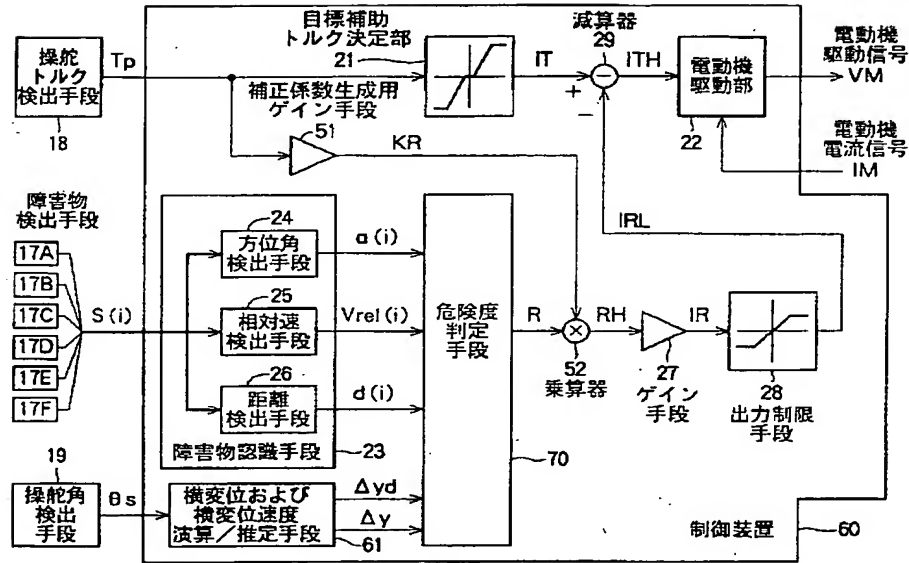 操舵
トルク
検出手段
18
Tp
目標補助
トルク決定部
21
IT
減算器
29
+
−
ITH
電動機
駆動部
22
電動機
駆動信号
VM
電動機
電流信号
IM
補正係数生成用
ゲイン手段
51
KR
障害物
検出手段
17A
17B
17C
17D
17E
17F
S(i)
24
方位角
検出手段
a(i)
25
相対速
検出手段
Vrel(i)
26
距離
検出手段
d(i)
障害物認識手段
23
危険度
判定
手段
70
R
52
乗算器
RH
27
ゲイン
手段
IR
IRL
28
出力制限
手段
19
操舵角
検出
手段
θs
横変位および
横変位速度
演算/推定手段
61
Δyd
Δy
制御装置
60